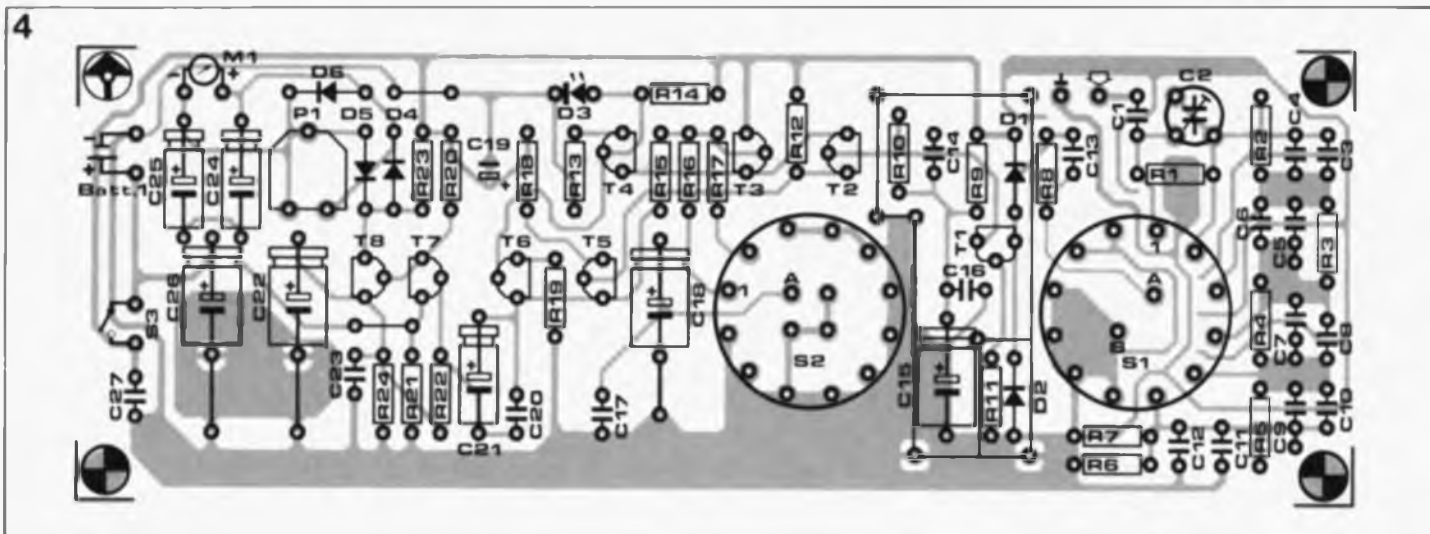 4
M1
- +
D6
P1
D5
D4
C19
+
D3
R14
R12
C2
C1
D1
C4
C3
R2
R1
C13
R8
R9
C14
R10
T2
T3
R17
R16
R15
T4
R13
R18
R20
R23
C24
+
C25
+
-
+
Batt.1
T8
T7
T6
T5
R19
C18
+
1
A
S2
T1
C16
1
A
B
S1
C6
C5
R3
R4
C7
C8
S3
C26
+
C22
+
C27
C23
R24
R21
R22
C21
+
C20
C17
C15
+
R11
D2
R7
R6
C12
C11
R5
C9
C10